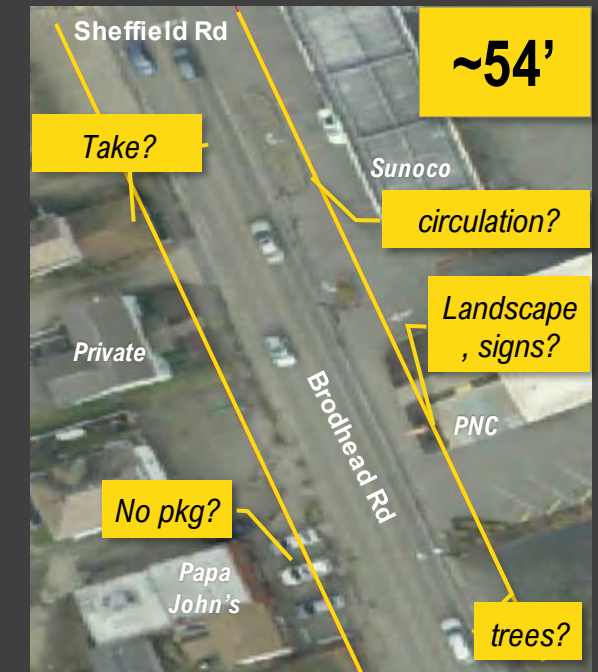 Sheffield Rd
~54’
Take?
Sunoco
circulation?
Landscape
, signs?
Private
Brodhead Rd
PNC
No pkg?
Papa
John’s
trees?